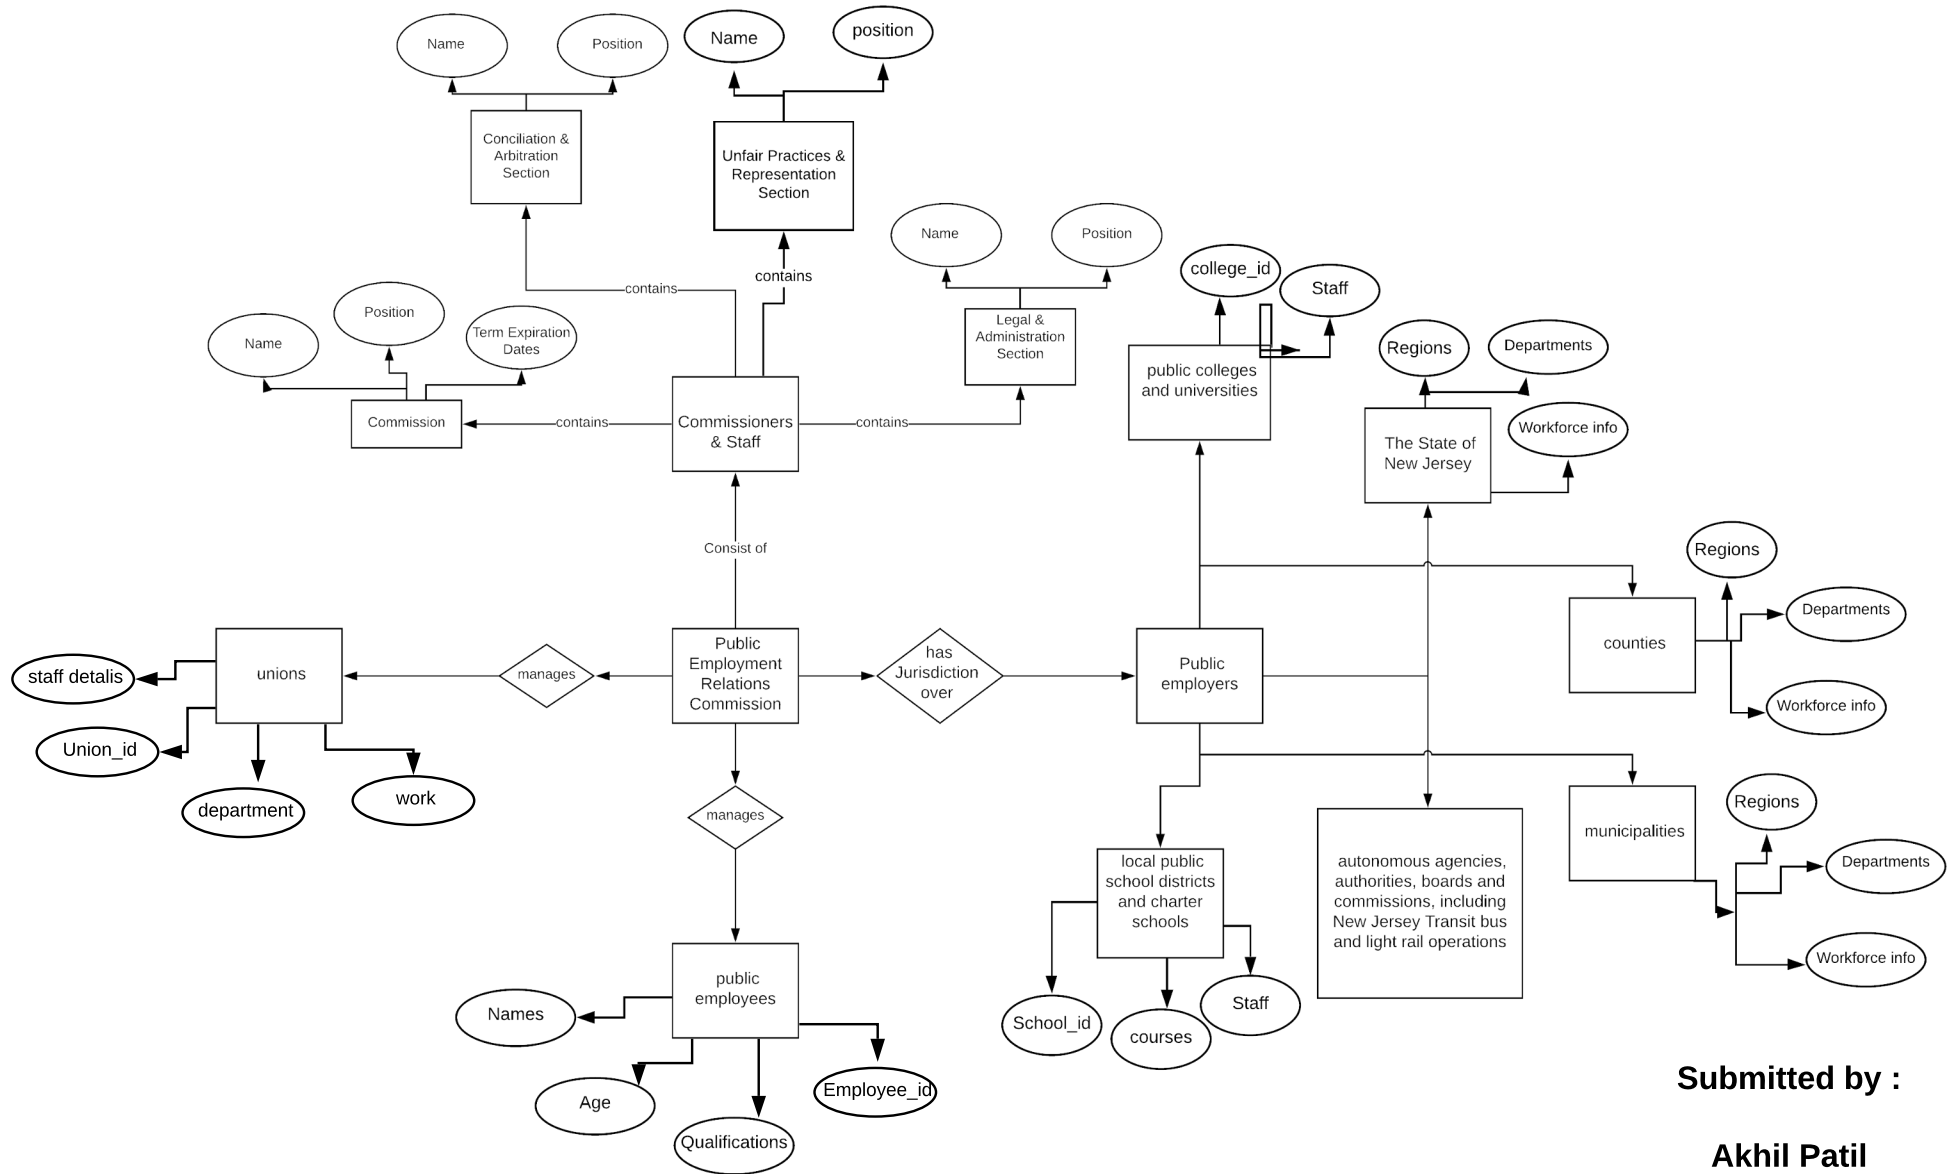 Name
Position
Name
position
Conciliation &
Arbitration
Section
Unfair Practices &
Representation
Section
Name
Position
college_id
Staff
contains
contains
Name
Position
Term Expiration
Dates
Legal &
Administration
Section
public colleges
and universities
Regions
Departments
Workforce info
Commission
contains
Commissioners
& Staff
contains
The State of
New Jersey
Consist of
Regions
Departments
counties
Workforce info
staff detalis
unions
manages
Public
Employment
Relations
Commission
has
Jurisdiction
over
Public
employers
Union_id
department
work
manages
Regions
municipalities
Departments
Workforce info
local public
school districts
and charter
schools
autonomous agencies,
authorities, boards and
commissions, including
New Jersey Transit bus
and light rail operations
public
employees
Names
Age
Qualifications
Employee_id
School_id
courses
Staff
Submitted by :
Akhil Patil